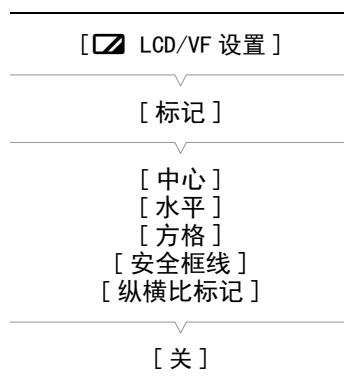 [ LCD/VF 设置 ]
[ 标记 ]
[ 中心 ]
[ 水平 ]
[ 方格 ]
[ 安全框线 ]
[ 纵横比标记 ]
[ 关 ]